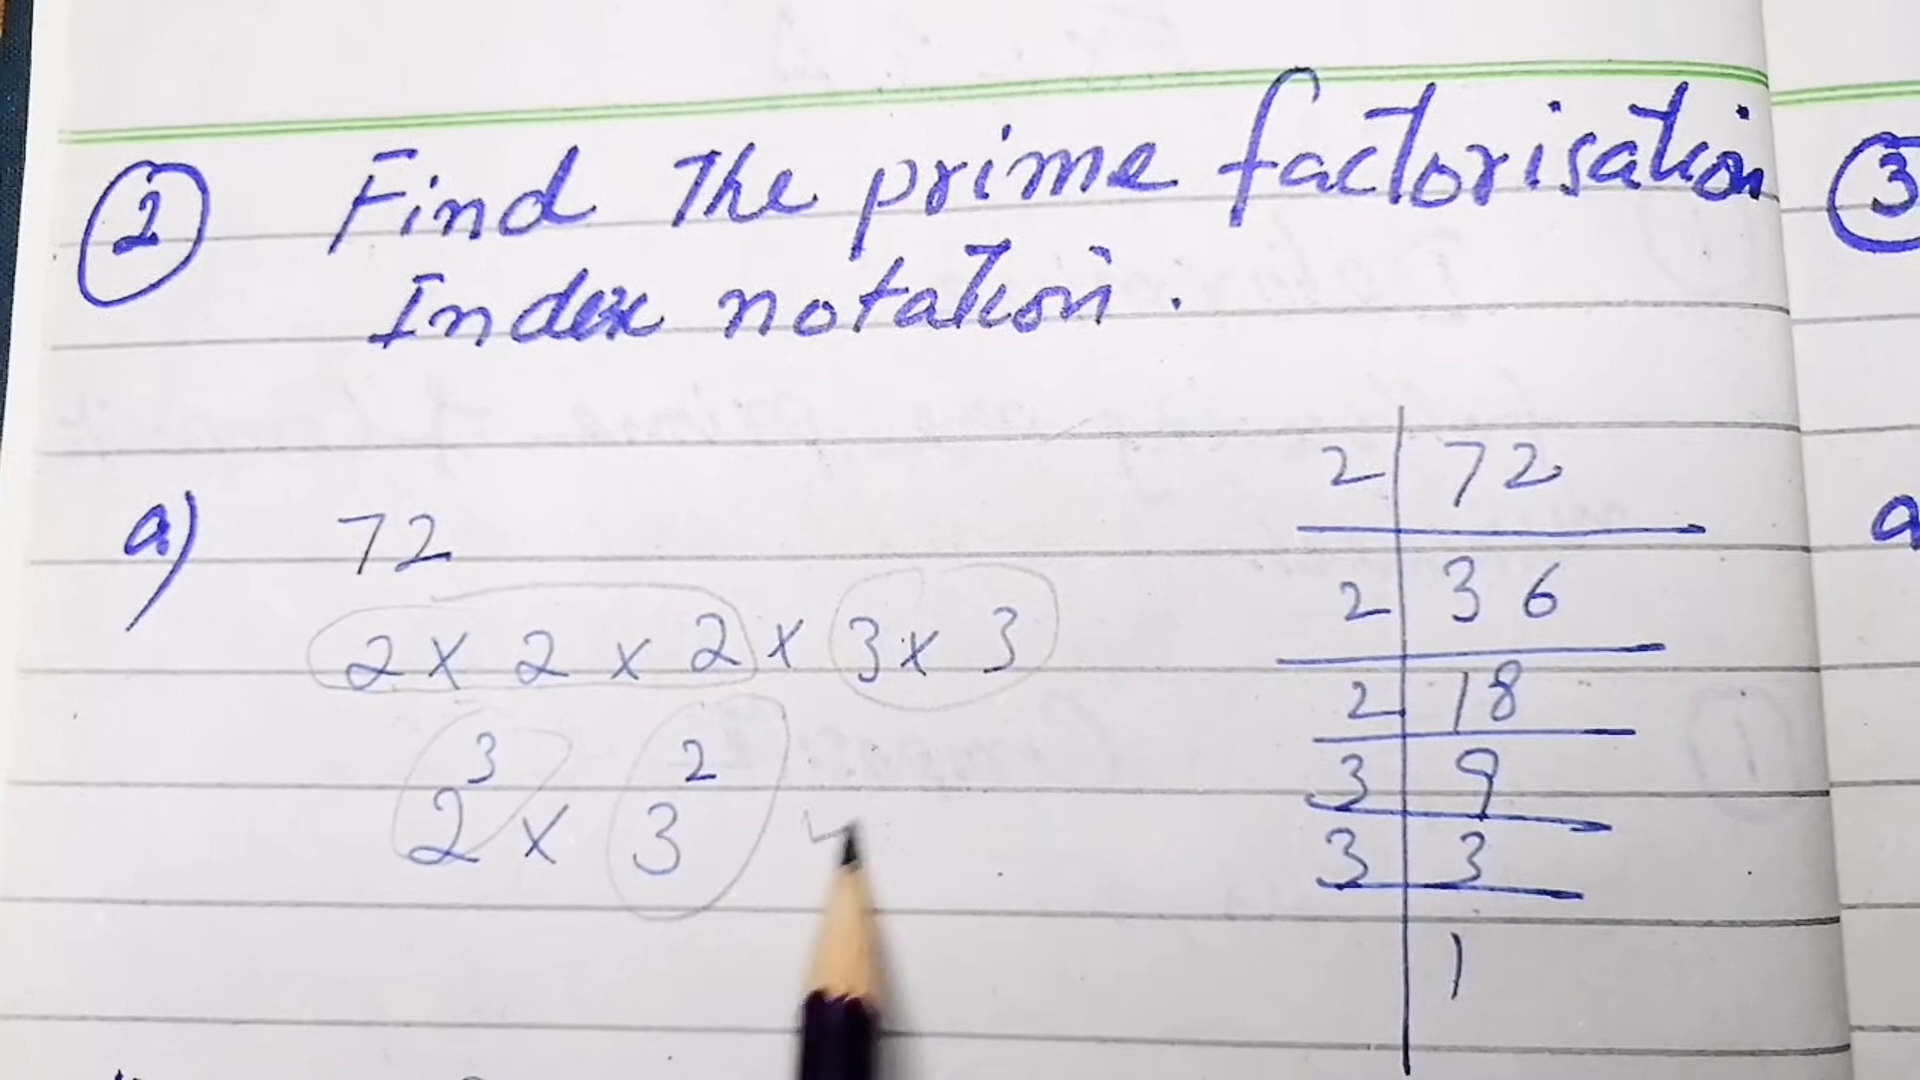 ② Find The prime factorisation
Index notation.
a) 72
2 × 2 × 2 × 3 × 3
2³ × 3²
2 | 72
2 | 36
2 | 18
3 | 9
3 | 3
1
③
a